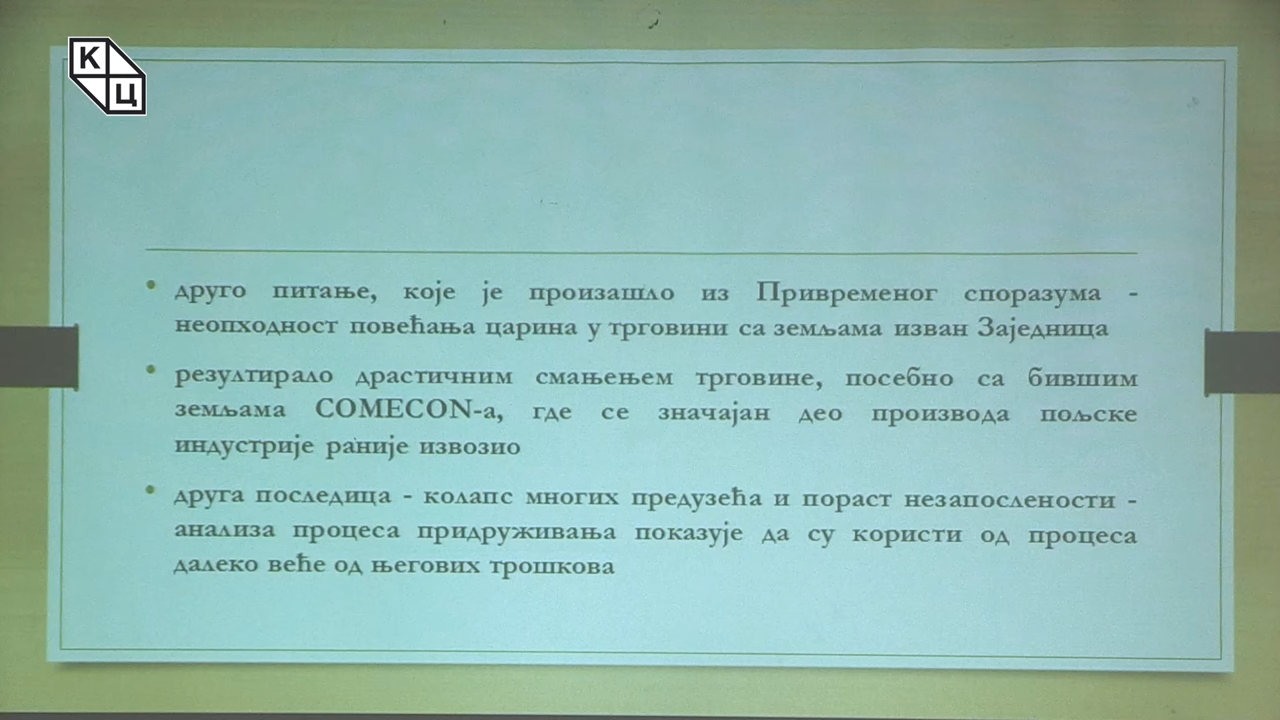 К
Ц
друго питање, које је произашло из Привременог споразума -
неопходност повећања царина у трговини са земљама изван Заједница
резултирало драстичним смањењем трговине, посебно са бившим
земљама COMECON-а, где се значајан део производа пољске
индустрије раније извозио
друга последица - колапс многих предузећа и пораст незапослености -
анализа процеса придруживања показује да су користи од процеса
далеко веће од његових трошкова